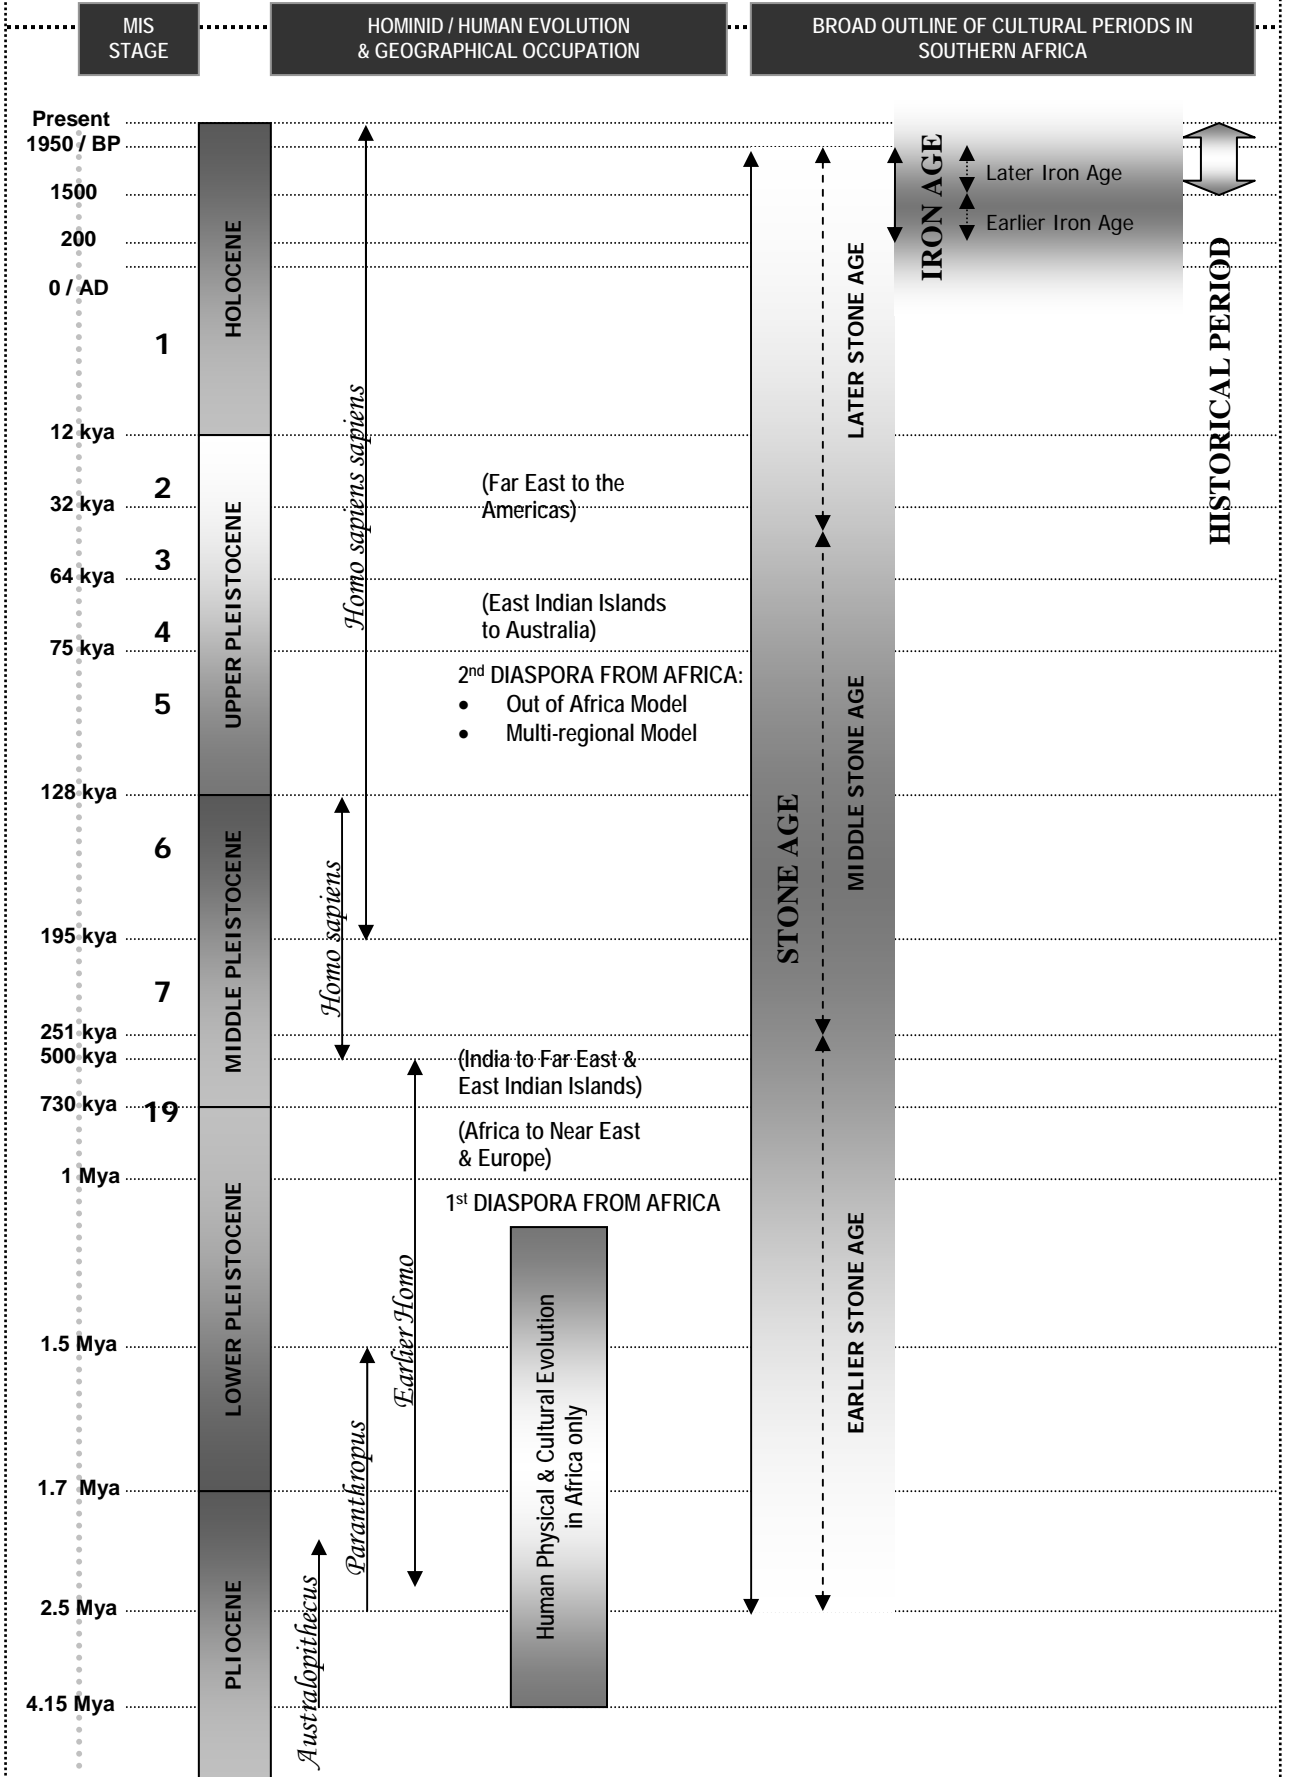 MIS
STAGE
HOMINID / HUMAN EVOLUTION
& GEOGRAPHICAL OCCUPATION
BROAD OUTLINE OF CULTURAL PERIODS IN
SOUTHERN AFRICA
Present
1950 / BP
1500
200
0 / AD
12 kya
32 kya
64 kya
75 kya
128 kya
195 kya
251 kya
500 kya
730 kya
1 Mya
1.5 Mya
1.7 Mya
2.5 Mya
4.15 Mya
1
2
3
4
5
6
7
19
HOLOCENE
UPPER PLEISTOCENE
MIDDLE PLEISTOCENE
LOWER PLEISTOCENE
PLIOCENE
Homo sapiens sapiens
Homo sapiens
Earlier Homo
Paranthropus
Australopithecus
(Far East to the
Americas)
(East Indian Islands
to Australia)
2nd DIASPORA FROM AFRICA:
• Out of Africa Model
• Multi-regional Model
(India to Far East &
East Indian Islands)
(Africa to Near East
& Europe)
1st DIASPORA FROM AFRICA
Human Physical & Cultural Evolution
in Africa only
STONE AGE
LATER STONE AGE
MIDDLE STONE AGE
EARLIER STONE AGE
IRON AGE
Later Iron Age
Earlier Iron Age
HISTORICAL PERIOD